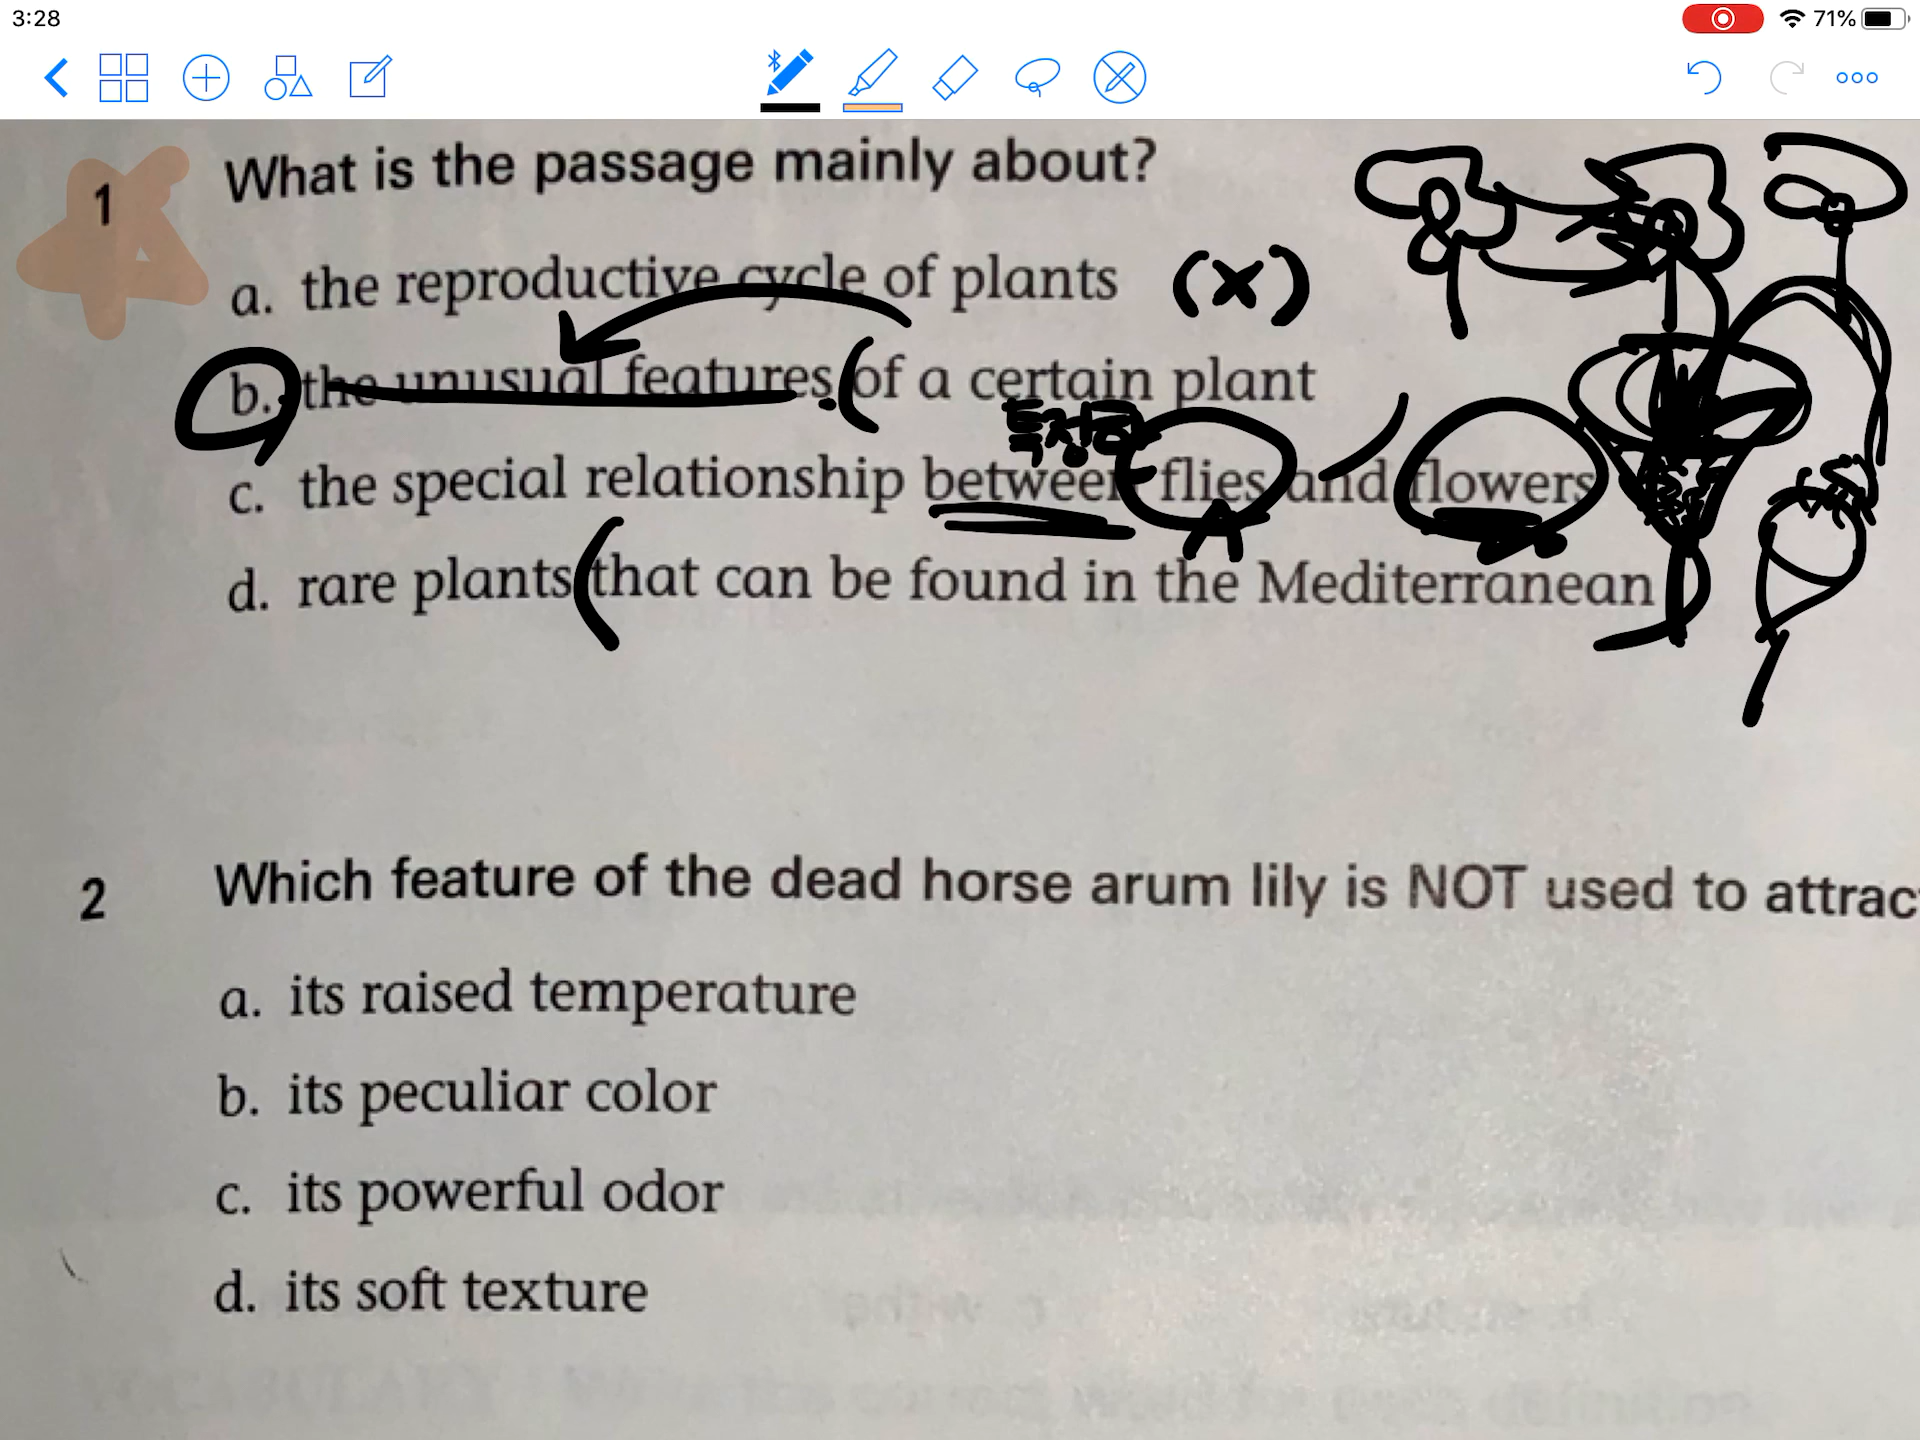 3:28
71%
1 What is the passage mainly about?
a. the reproductive cycle of plants (x)
b. the unusual features of a certain plant
특징
c. the special relationship between flies and flowers
d. rare plants that can be found in the Mediterranean
2 Which feature of the dead horse arum lily is NOT used to attrac
a. its raised temperature
b. its peculiar color
c. its powerful odor
d. its soft texture